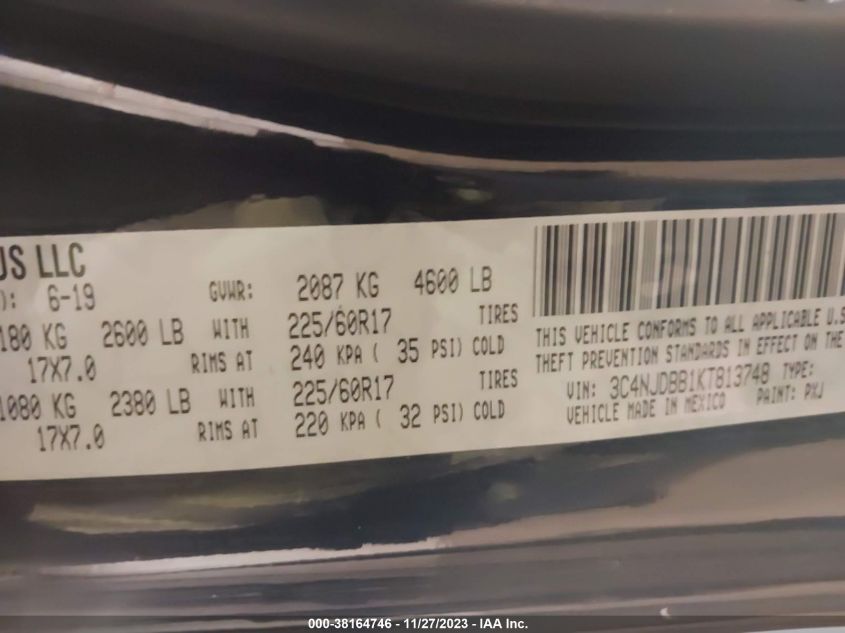 US LLC
): 6-19 GVWR: 2087 KG 4600 LB
180 KG 2600 LB WITH 225/60R17 TIRES
17X7.0 RIMS AT 240 KPA ( 35 PSI) COLD
1080 KG 2380 LB WITH 225/60R17 TIRES
17X7.0 RIMS AT 220 KPA ( 32 PSI) COLD
THIS VEHICLE CONFORMS TO ALL APPLICABLE U.S
THEFT PREVENTION STANDARDS IN EFFECT ON THE
VIN: 3C4NJDBB1KT813748 TYPE:
VEHICLE MADE IN MEXICO PAINT: PXJ
000-38164746 - 11/27/2023 - IAA Inc.